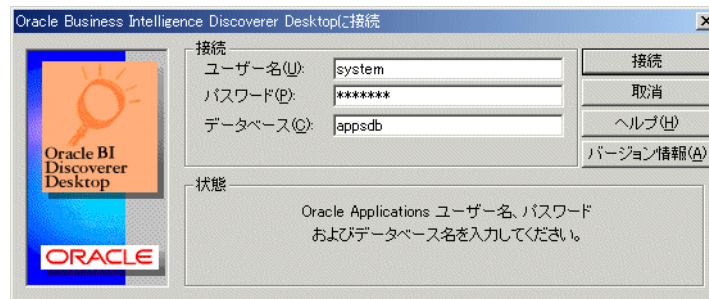 Oracle Business Intelligence Discoverer Desktopに接続
接続
ユーザー名(U):
system
パスワード(P):
*******
データベース(C):
appsdb
接続
取消
ヘルプ(H)
バージョン情報(A)
Oracle BI
Discoverer
Desktop
ORACLE
状態
Oracle Applications ユーザー名、パスワード
およびデータベース名を入力してください。